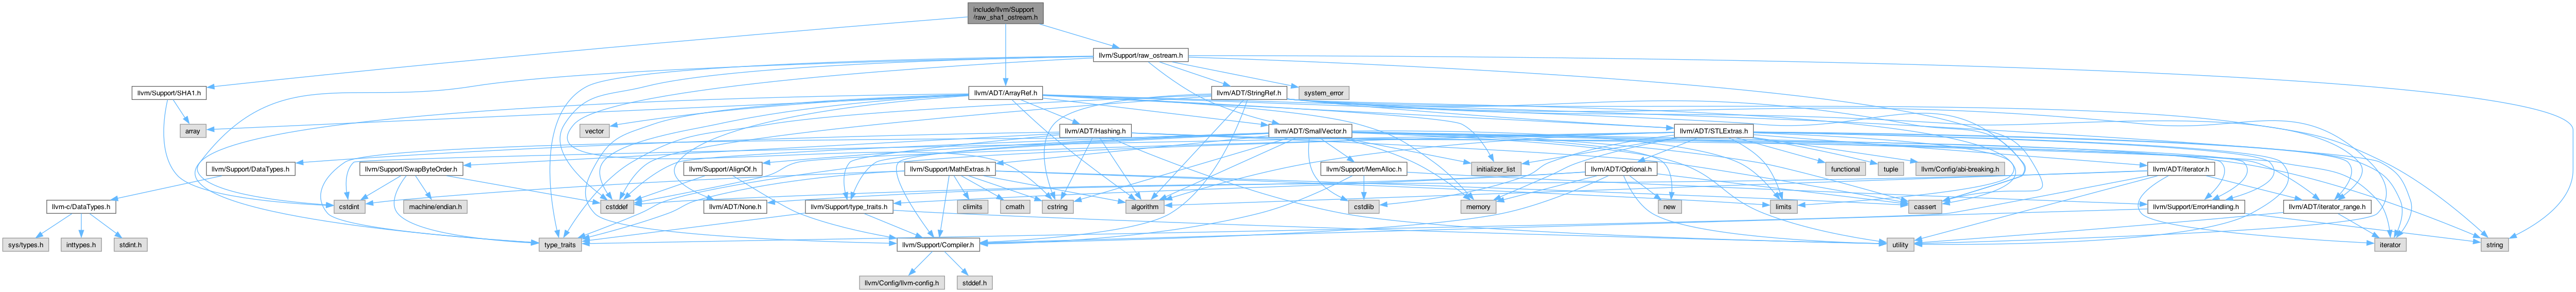 include/llvm/Support
/raw_sha1_ostream.h
llvm/Support/raw_ostream.h
llvm/Support/SHA1.h
llvm/ADT/ArrayRef.h
llvm/ADT/StringRef.h
system_error
array
vector
llvm/ADT/Hashing.h
llvm/ADT/SmallVector.h
llvm/ADT/STLExtras.h
llvm/Support/DataTypes.h
llvm/Support/SwapByteOrder.h
llvm/Support/AlignOf.h
llvm/Support/MathExtras.h
initializer_list
llvm/Support/MemAlloc.h
llvm/ADT/Optional.h
functional
tuple
llvm/Config/abi-breaking.h
llvm/ADT/iterator.h
llvm-c/DataTypes.h
cstdint
machine/endian.h
cstddef
llvm/ADT/None.h
llvm/Support/type_traits.h
climits
cmath
cstring
algorithm
cstdlib
memory
new
limits
cassert
llvm/Support/ErrorHandling.h
llvm/ADT/iterator_range.h
sys/types.h
inttypes.h
stdint.h
type_traits
llvm/Support/Compiler.h
utility
iterator
string
llvm/Config/llvm-config.h
stddef.h